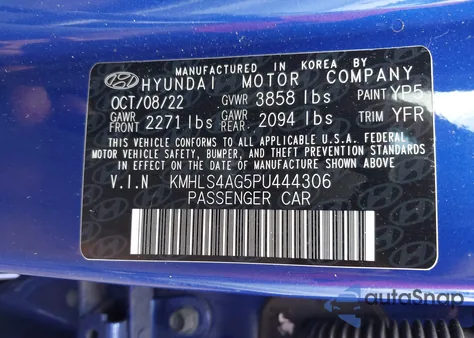 MANUFACTURED IN KOREA BY
HYUNDAI MOTOR COMPANY
OCT/08/22 GVWR 3858 lbs PAINT YP5
GAWR FRONT 2271 lbs GAWR REAR. 2094 lbs TRIM YFR
THIS VEHICLE CONFORMS TO ALL APPLICABLE U.S.A. FEDERAL
MOTOR VEHICLE SAFETY, BUMPER, AND THEFT PREVENTION STANDARDS
IN EFFECT ON THE DATE OF MANUFACTURE SHOWN ABOVE.
V.I.N KMHLS4AG5PU444306
PASSENGER CAR
autoSnap